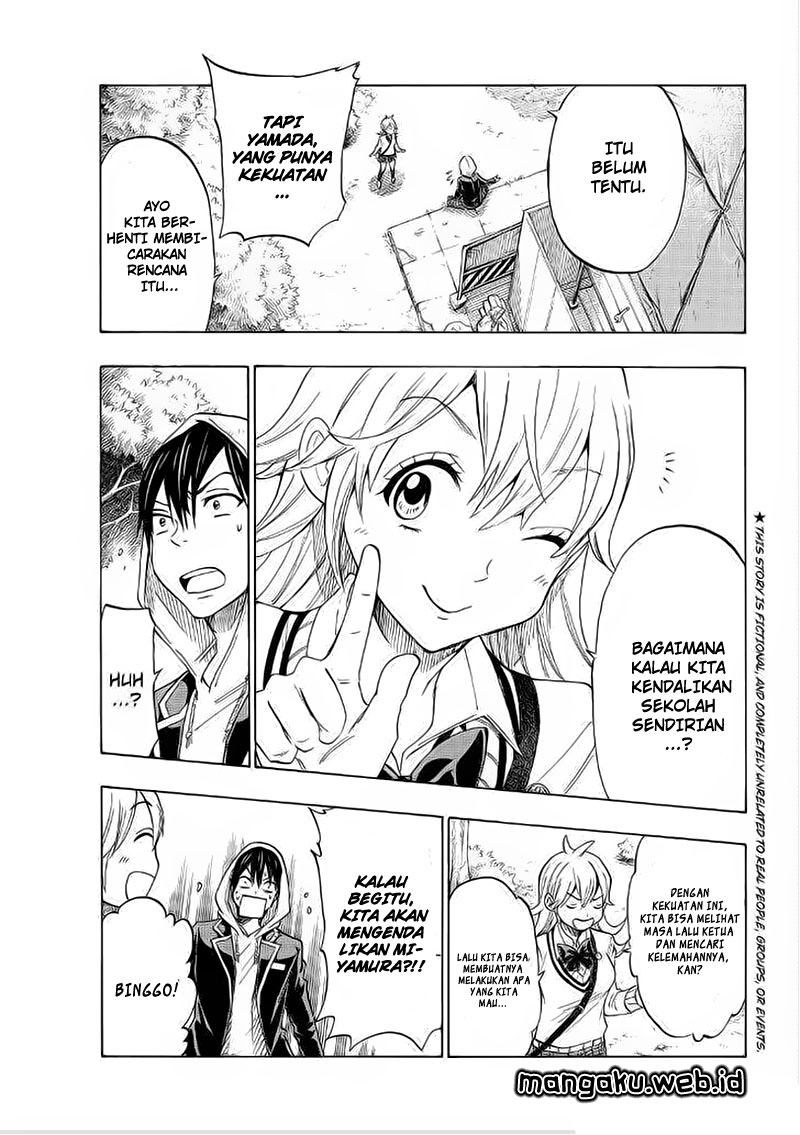 ITU
BELUM
TENTU.
TAPI
YAMADA,
YANG PUNYA
KEKUATAN
...
AYO
KITA BER-
HENTI MEMBI-
CARAKAN
RENCANA
ITU...
BAGAIMANA
KALAU KITA
KENDALIKAN
SEKOLAH
SENDIRIAN
...?
HUH
...?
DENGAN
KEKUATAN INI,
KITA BISA MELIHAT
MASA LALU KETUA
DAN MENCARI
KELEMAHANNYA,
KAN?
LALU KITA BISA
MEMBUATNYA
MELAKUKAN APA
YANG KITA
MAU...
KALAU
BEGITU,
KITA AKAN
MENGENDA
LIKAN MI-
YAMURA?!!
BINGGO!
★ THIS STORY IS FICTIONAL, AND COMPLETELY UNRELATED TO REAL PEOPLE, GROUPS, OR EVENTS.
mangaku.web.id